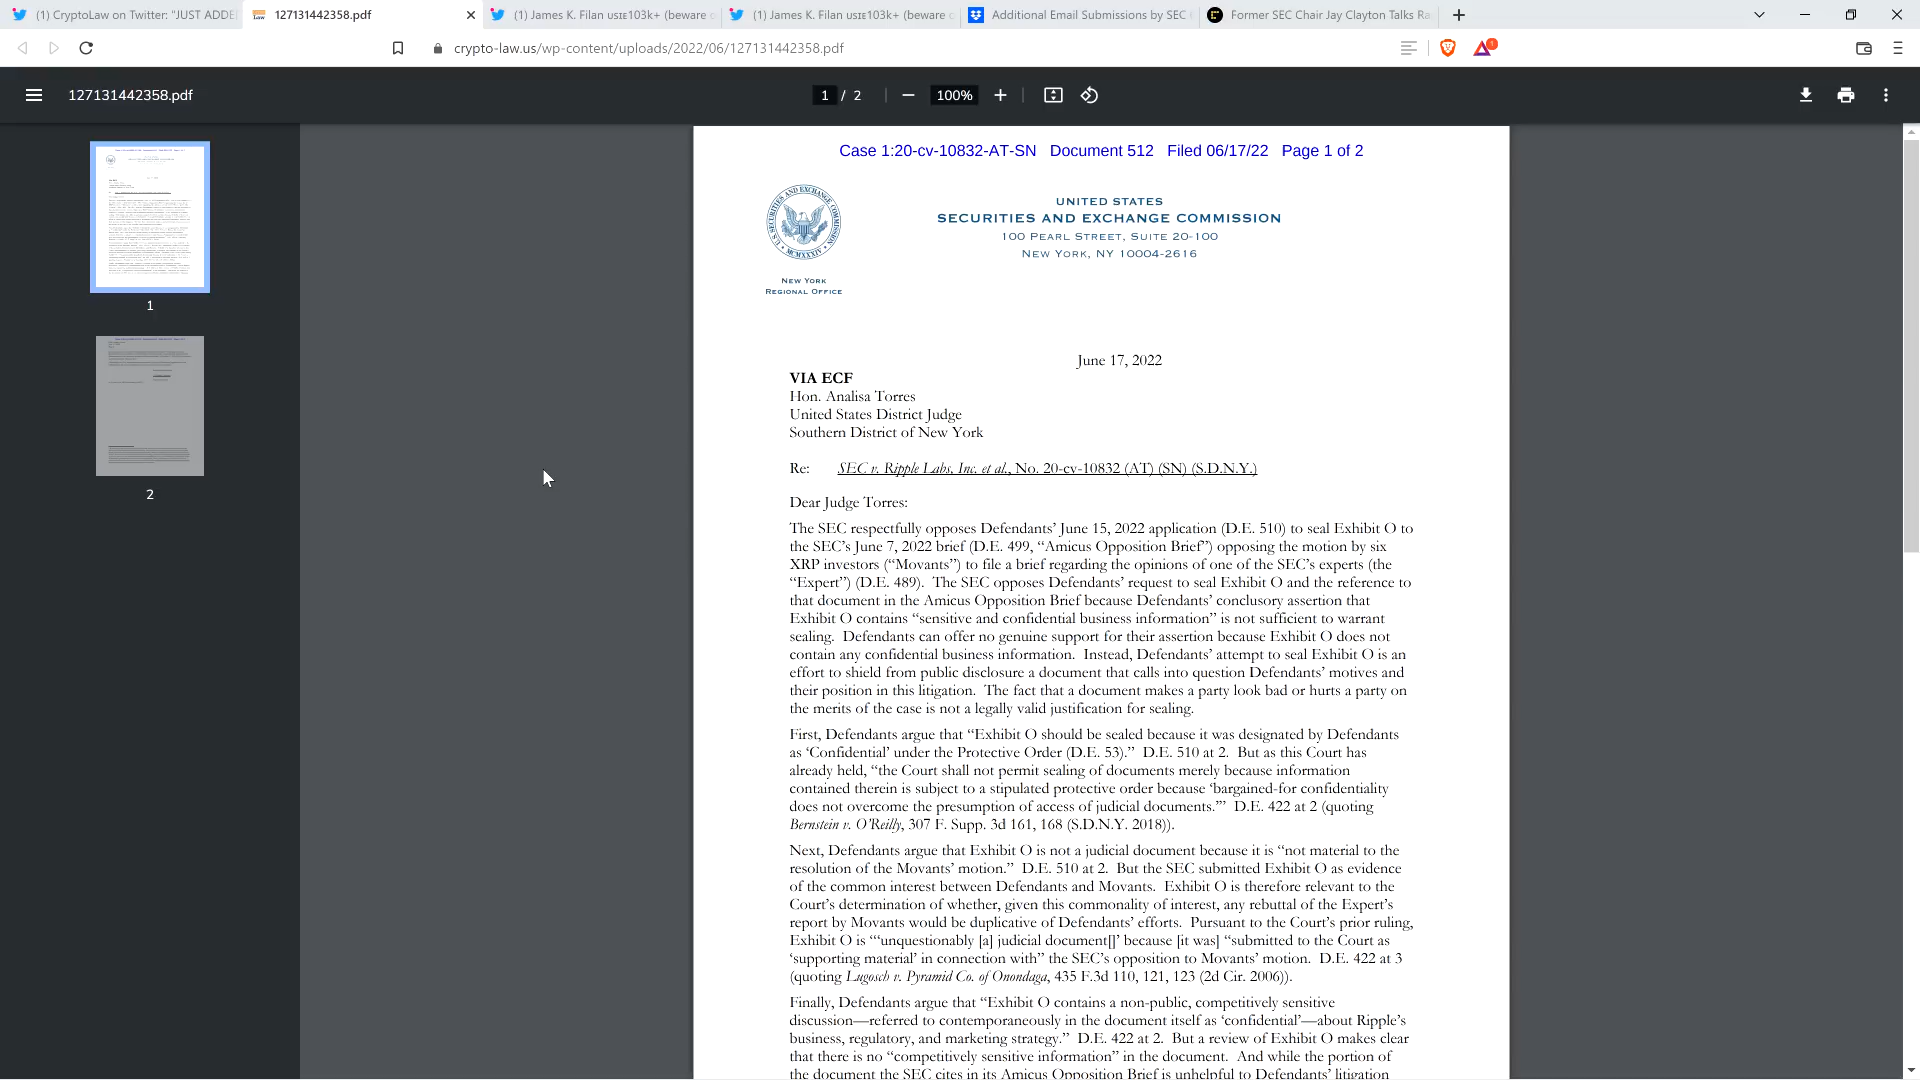 (1) CryptoLaw on Twitter: "JUST ADDE
127131442358.pdf
(1) James K. Filan 🇺🇸🇮🇪103k+ (beware o
(1) James K. Filan 🇺🇸🇮🇪103k+ (beware o
Additional Email Submissions by SEC
Former SEC Chair Jay Clayton Talks Ra
crypto-law.us/wp-content/uploads/2022/06/127131442358.pdf
1
127131442358.pdf
1 / 2
100%
1
2
Case 1:20-cv-10832-AT-SN Document 512 Filed 06/17/22 Page 1 of 2
U.S. SECURITIES AND EXCHANGE COMMISSION
MCMXXXIV
NEW YORK
REGIONAL OFFICE
UNITED STATES
SECURITIES AND EXCHANGE COMMISSION
100 PEARL STREET, SUITE 20-100
NEW YORK, NY 10004-2616
June 17, 2022
VIA ECF
Hon. Analisa Torres
United States District Judge
Southern District of New York
Re: SEC v. Ripple Labs, Inc. et al., No. 20-cv-10832 (AT) (SN) (S.D.N.Y.)
Dear Judge Torres:
The SEC respectfully opposes Defendants’ June 15, 2022 application (D.E. 510) to seal Exhibit O to
the SEC’s June 7, 2022 brief (D.E. 499, “Amicus Opposition Brief”) opposing the motion by six
XRP investors (“Movants”) to file a brief regarding the opinions of one of the SEC’s experts (the
“Expert”) (D.E. 489). The SEC opposes Defendants’ request to seal Exhibit O and the reference to
that document in the Amicus Opposition Brief because Defendants’ conclusory assertion that
Exhibit O contains “sensitive and confidential business information” is not sufficient to warrant
sealing. Defendants can offer no genuine support for their assertion because Exhibit O does not
contain any confidential business information. Instead, Defendants’ attempt to seal Exhibit O is an
effort to shield from public disclosure a document that calls into question Defendants’ motives and
their position in this litigation. The fact that a document makes a party look bad or hurts a party on
the merits of the case is not a legally valid justification for sealing.
First, Defendants argue that “Exhibit O should be sealed because it was designated by Defendants
as ‘Confidential’ under the Protective Order (D.E. 53).” D.E. 510 at 2. But as this Court has
already held, “the Court shall not permit sealing of documents merely because information
contained therein is subject to a stipulated protective order because ‘bargained-for confidentiality
does not overcome the presumption of access of judicial documents.’” D.E. 422 at 2 (quoting
Bernstein v. O’Reilly, 307 F. Supp. 3d 161, 168 (S.D.N.Y. 2018)).
Next, Defendants argue that Exhibit O is not a judicial document because it is “not material to the
resolution of the Movants’ motion.” D.E. 510 at 2. But the SEC submitted Exhibit O as evidence
of the common interest between Defendants and Movants. Exhibit O is therefore relevant to the
Court’s determination of whether, given this commonality of interest, any rebuttal of the Expert’s
report by Movants would be duplicative of Defendants’ efforts. Pursuant to the Court’s prior ruling,
Exhibit O is “‘unquestionably [a] judicial document[]’ because [it was] “submitted to the Court as
‘supporting material’ in connection with” the SEC’s opposition to Movants’ motion. D.E. 422 at 3
(quoting Lugosch v. Pyramid Co. of Onondaga, 435 F.3d 110, 121, 123 (2d Cir. 2006)).
Finally, Defendants argue that “Exhibit O contains a non-public, competitively sensitive
discussion—referred to contemporaneously in the document itself as ‘confidential’—about Ripple’s
business, regulatory, and marketing strategy.” D.E. 422 at 2. But a review of Exhibit O makes clear
that there is no “competitively sensitive information” in the document. And while the portion of
the document the SEC cites in its Amicus Opposition Brief is unhelpful to Defendants’ litigation